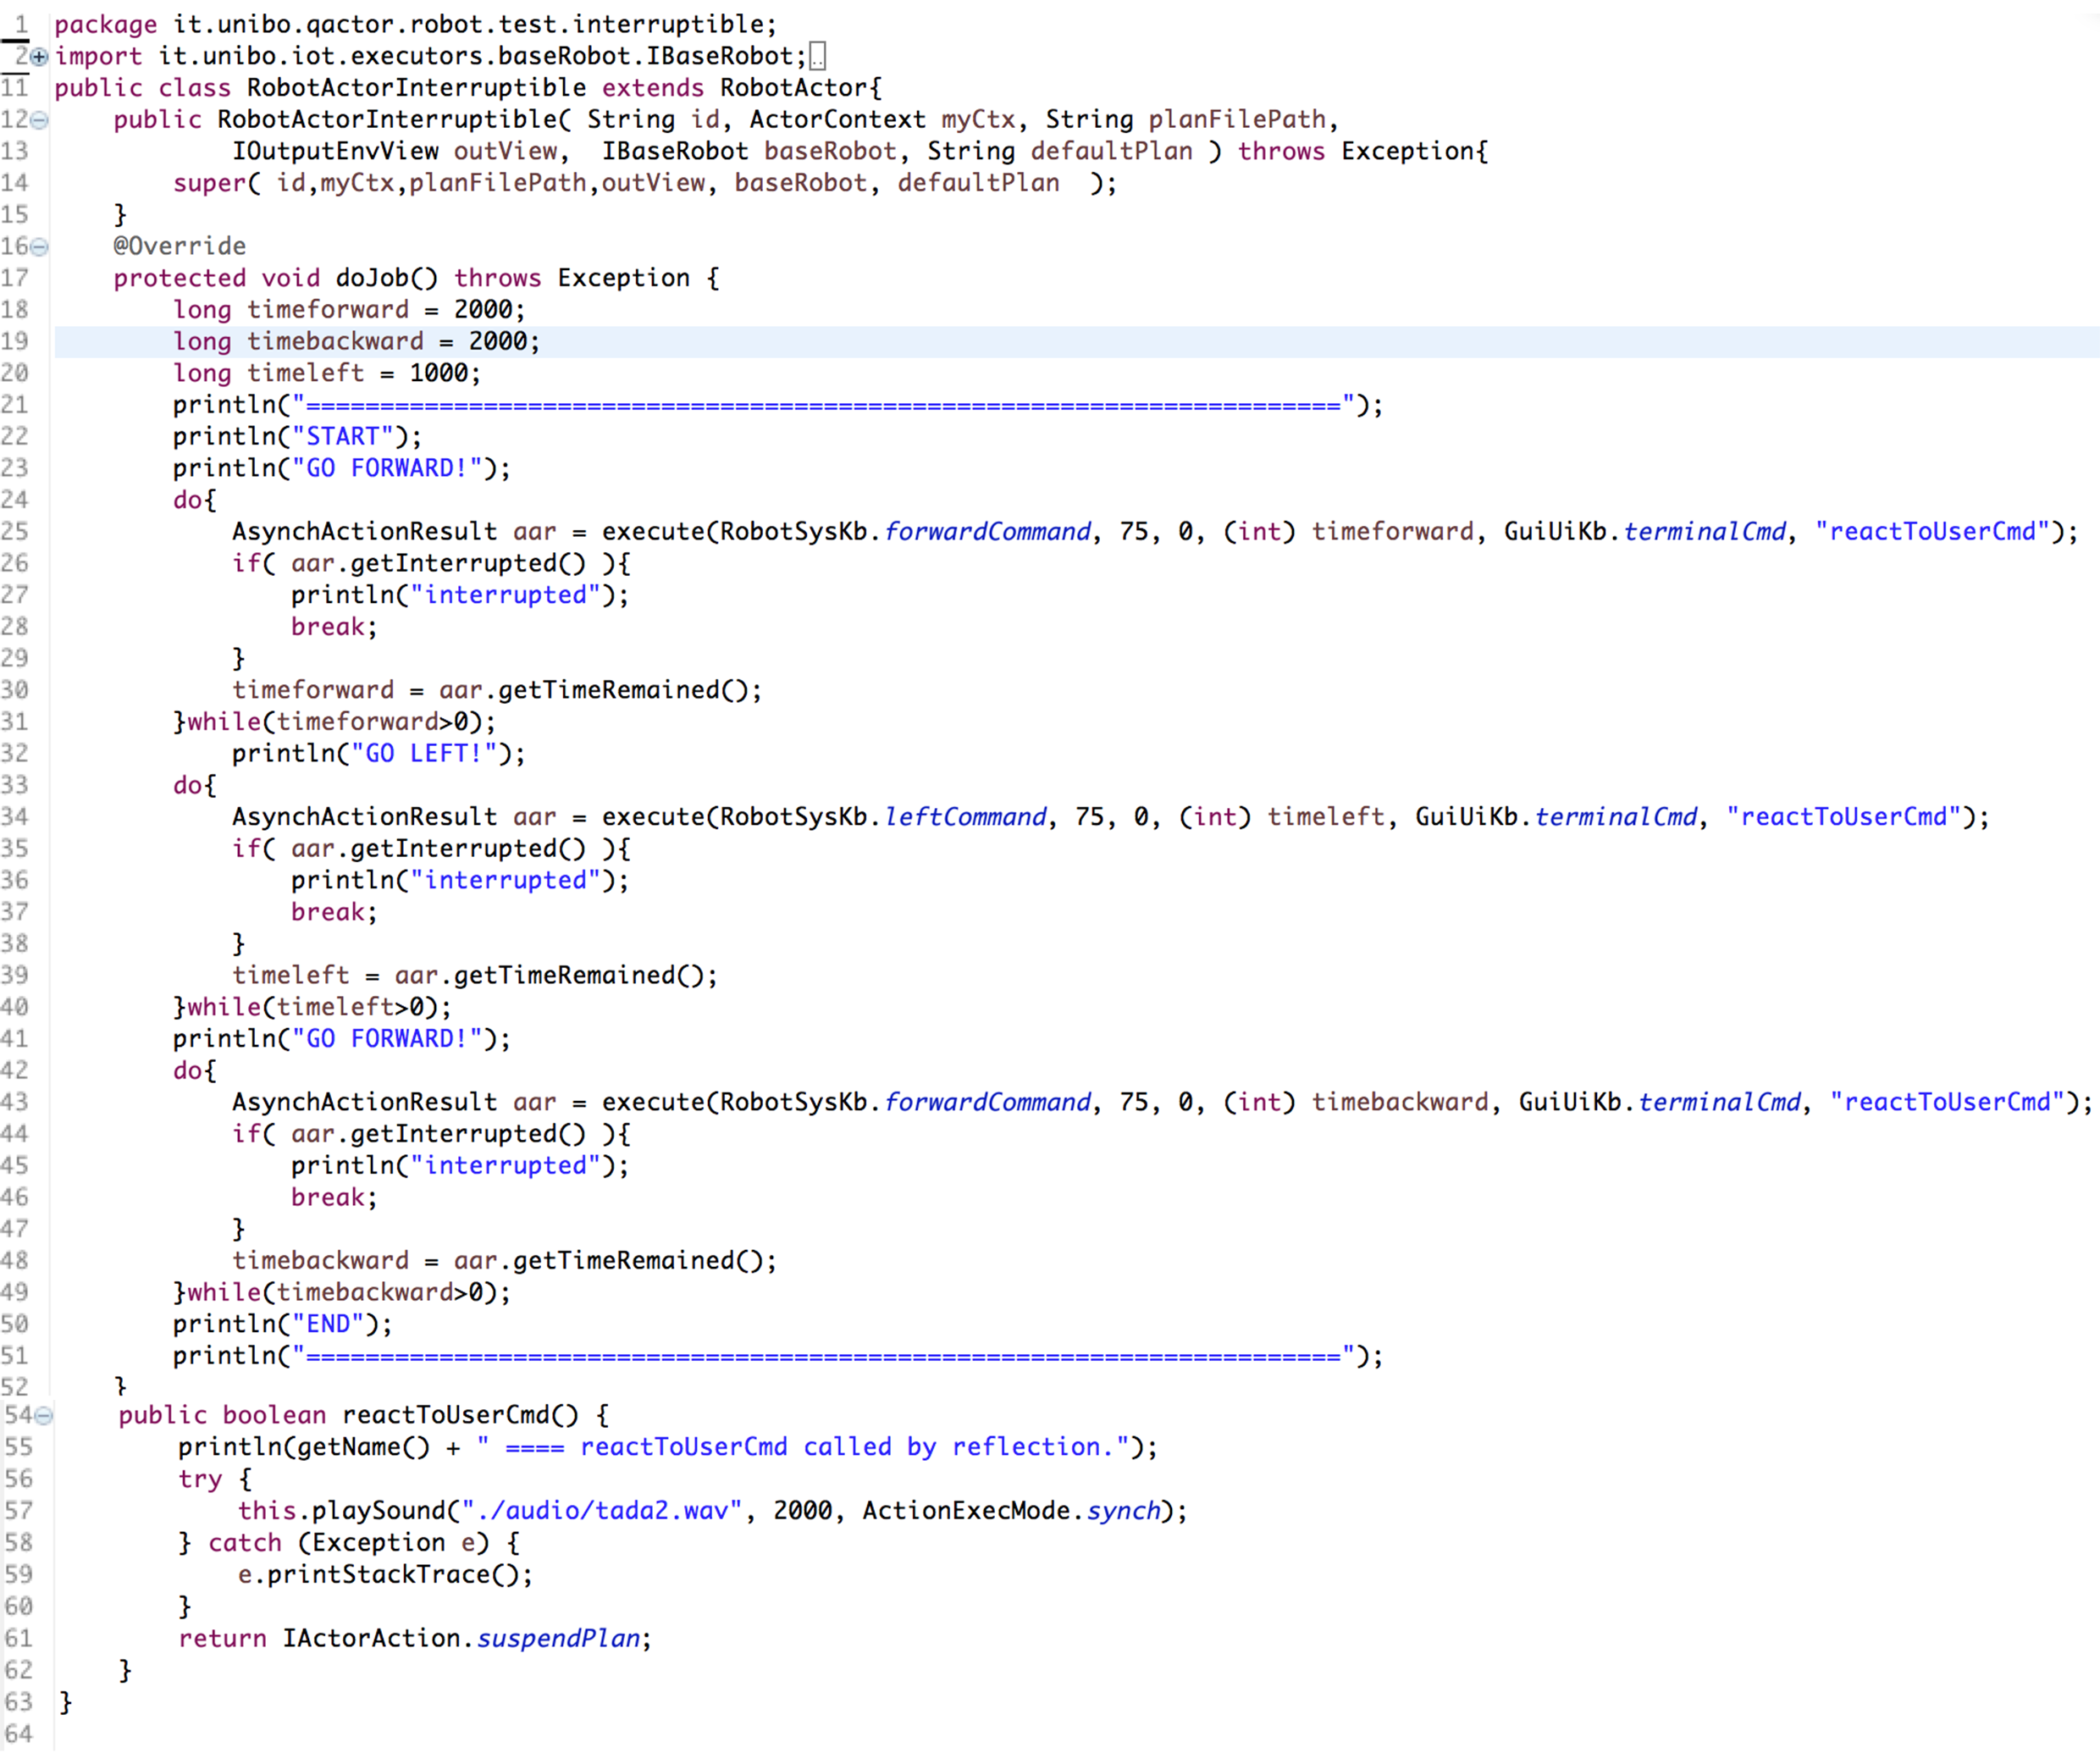 1 package it.unibo.qactor.robot.test.interruptible;
2 import it.unibo.iot.executors.baseRobot.IBaseRobot;..
11 public class RobotActorInterruptible extends RobotActor{
12     public RobotActorInterruptible( String id, ActorContext myCtx, String planFilePath,
13             IOutputEnvView outView,  IBaseRobot baseRobot, String defaultPlan ) throws Exception{
14         super( id,myCtx,planFilePath,outView, baseRobot, defaultPlan  );
15     }
16     @Override
17     protected void doJob() throws Exception {
18         long timeforward = 2000;
19         long timebackward = 2000;
20         long timeleft = 1000;
21         println("======================================================================");
22         println("START");
23         println("GO FORWARD!");
24         do{
25             AsynchActionResult aar = execute(RobotSysKb.forwardCommand, 75, 0, (int) timeforward, GuiUiKb.terminalCmd, "reactToUserCmd");
26             if( aar.getInterrupted() ){
27                 println("interrupted");
28                 break;
29             }
30             timeforward = aar.getTimeRemained();
31         }while(timeforward>0);
32             println("GO LEFT!");
33         do{
34             AsynchActionResult aar = execute(RobotSysKb.leftCommand, 75, 0, (int) timeleft, GuiUiKb.terminalCmd, "reactToUserCmd");
35             if( aar.getInterrupted() ){
36                 println("interrupted");
37                 break;
38             }
39             timeleft = aar.getTimeRemained();
40         }while(timeleft>0);
41         println("GO FORWARD!");
42         do{
43             AsynchActionResult aar = execute(RobotSysKb.forwardCommand, 75, 0, (int) timebackward, GuiUiKb.terminalCmd, "reactToUserCmd");
44             if( aar.getInterrupted() ){
45                 println("interrupted");
46                 break;
47             }
48             timebackward = aar.getTimeRemained();
49         }while(timebackward>0);
50         println("END");
51         println("======================================================================");
52     }
54     public boolean reactToUserCmd() {
55         println(getName() + " ==== reactToUserCmd called by reflection.");
56         try {
57             this.playSound("./audio/tada2.wav", 2000, ActionExecMode.synch);
58         } catch (Exception e) {
59             e.printStackTrace();
60         }
61         return IActorAction.suspendPlan;
62     }
63 }
64